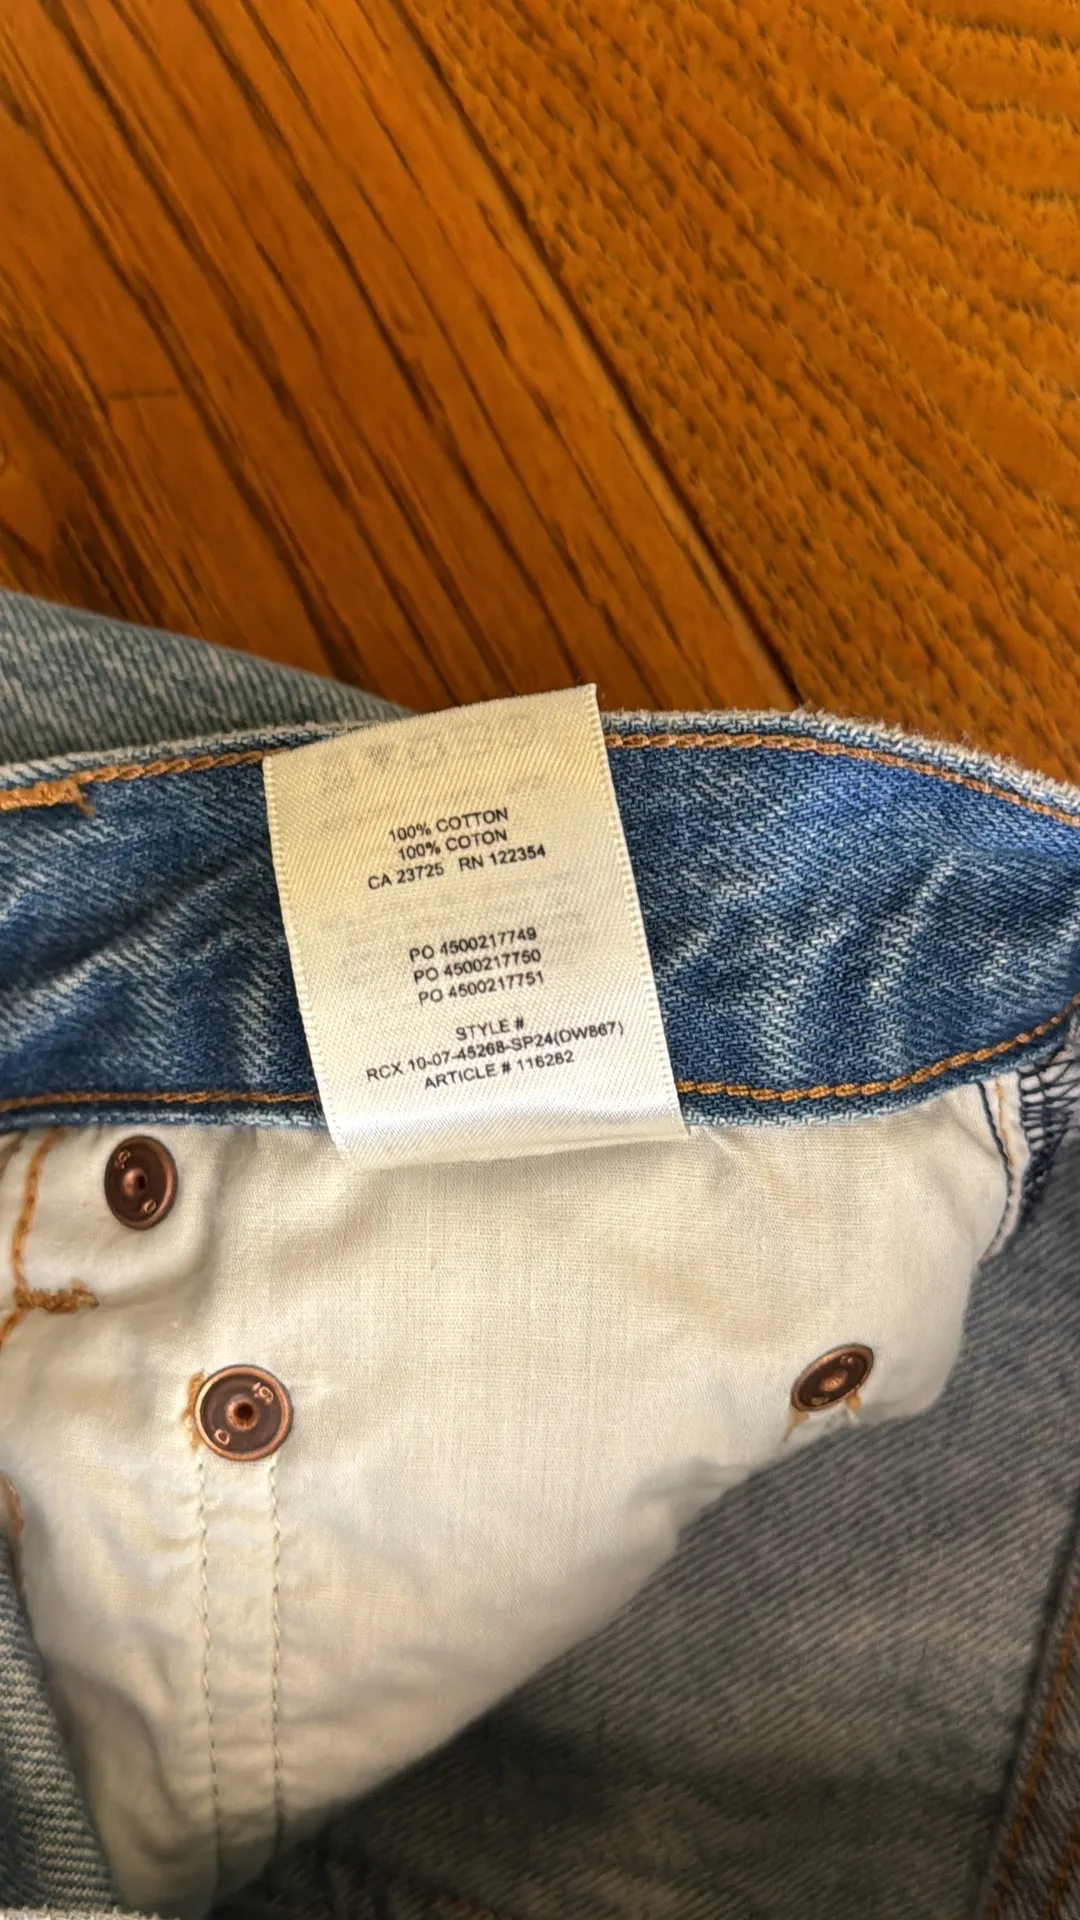 100% COTTON
100% COTON
CA 23725 RN 122354
PO 4500217749
PO 4500217750
PO 4500217751
STYLE #
RCX 10-07-45268-SP24(DW867)
ARTICLE # 116282